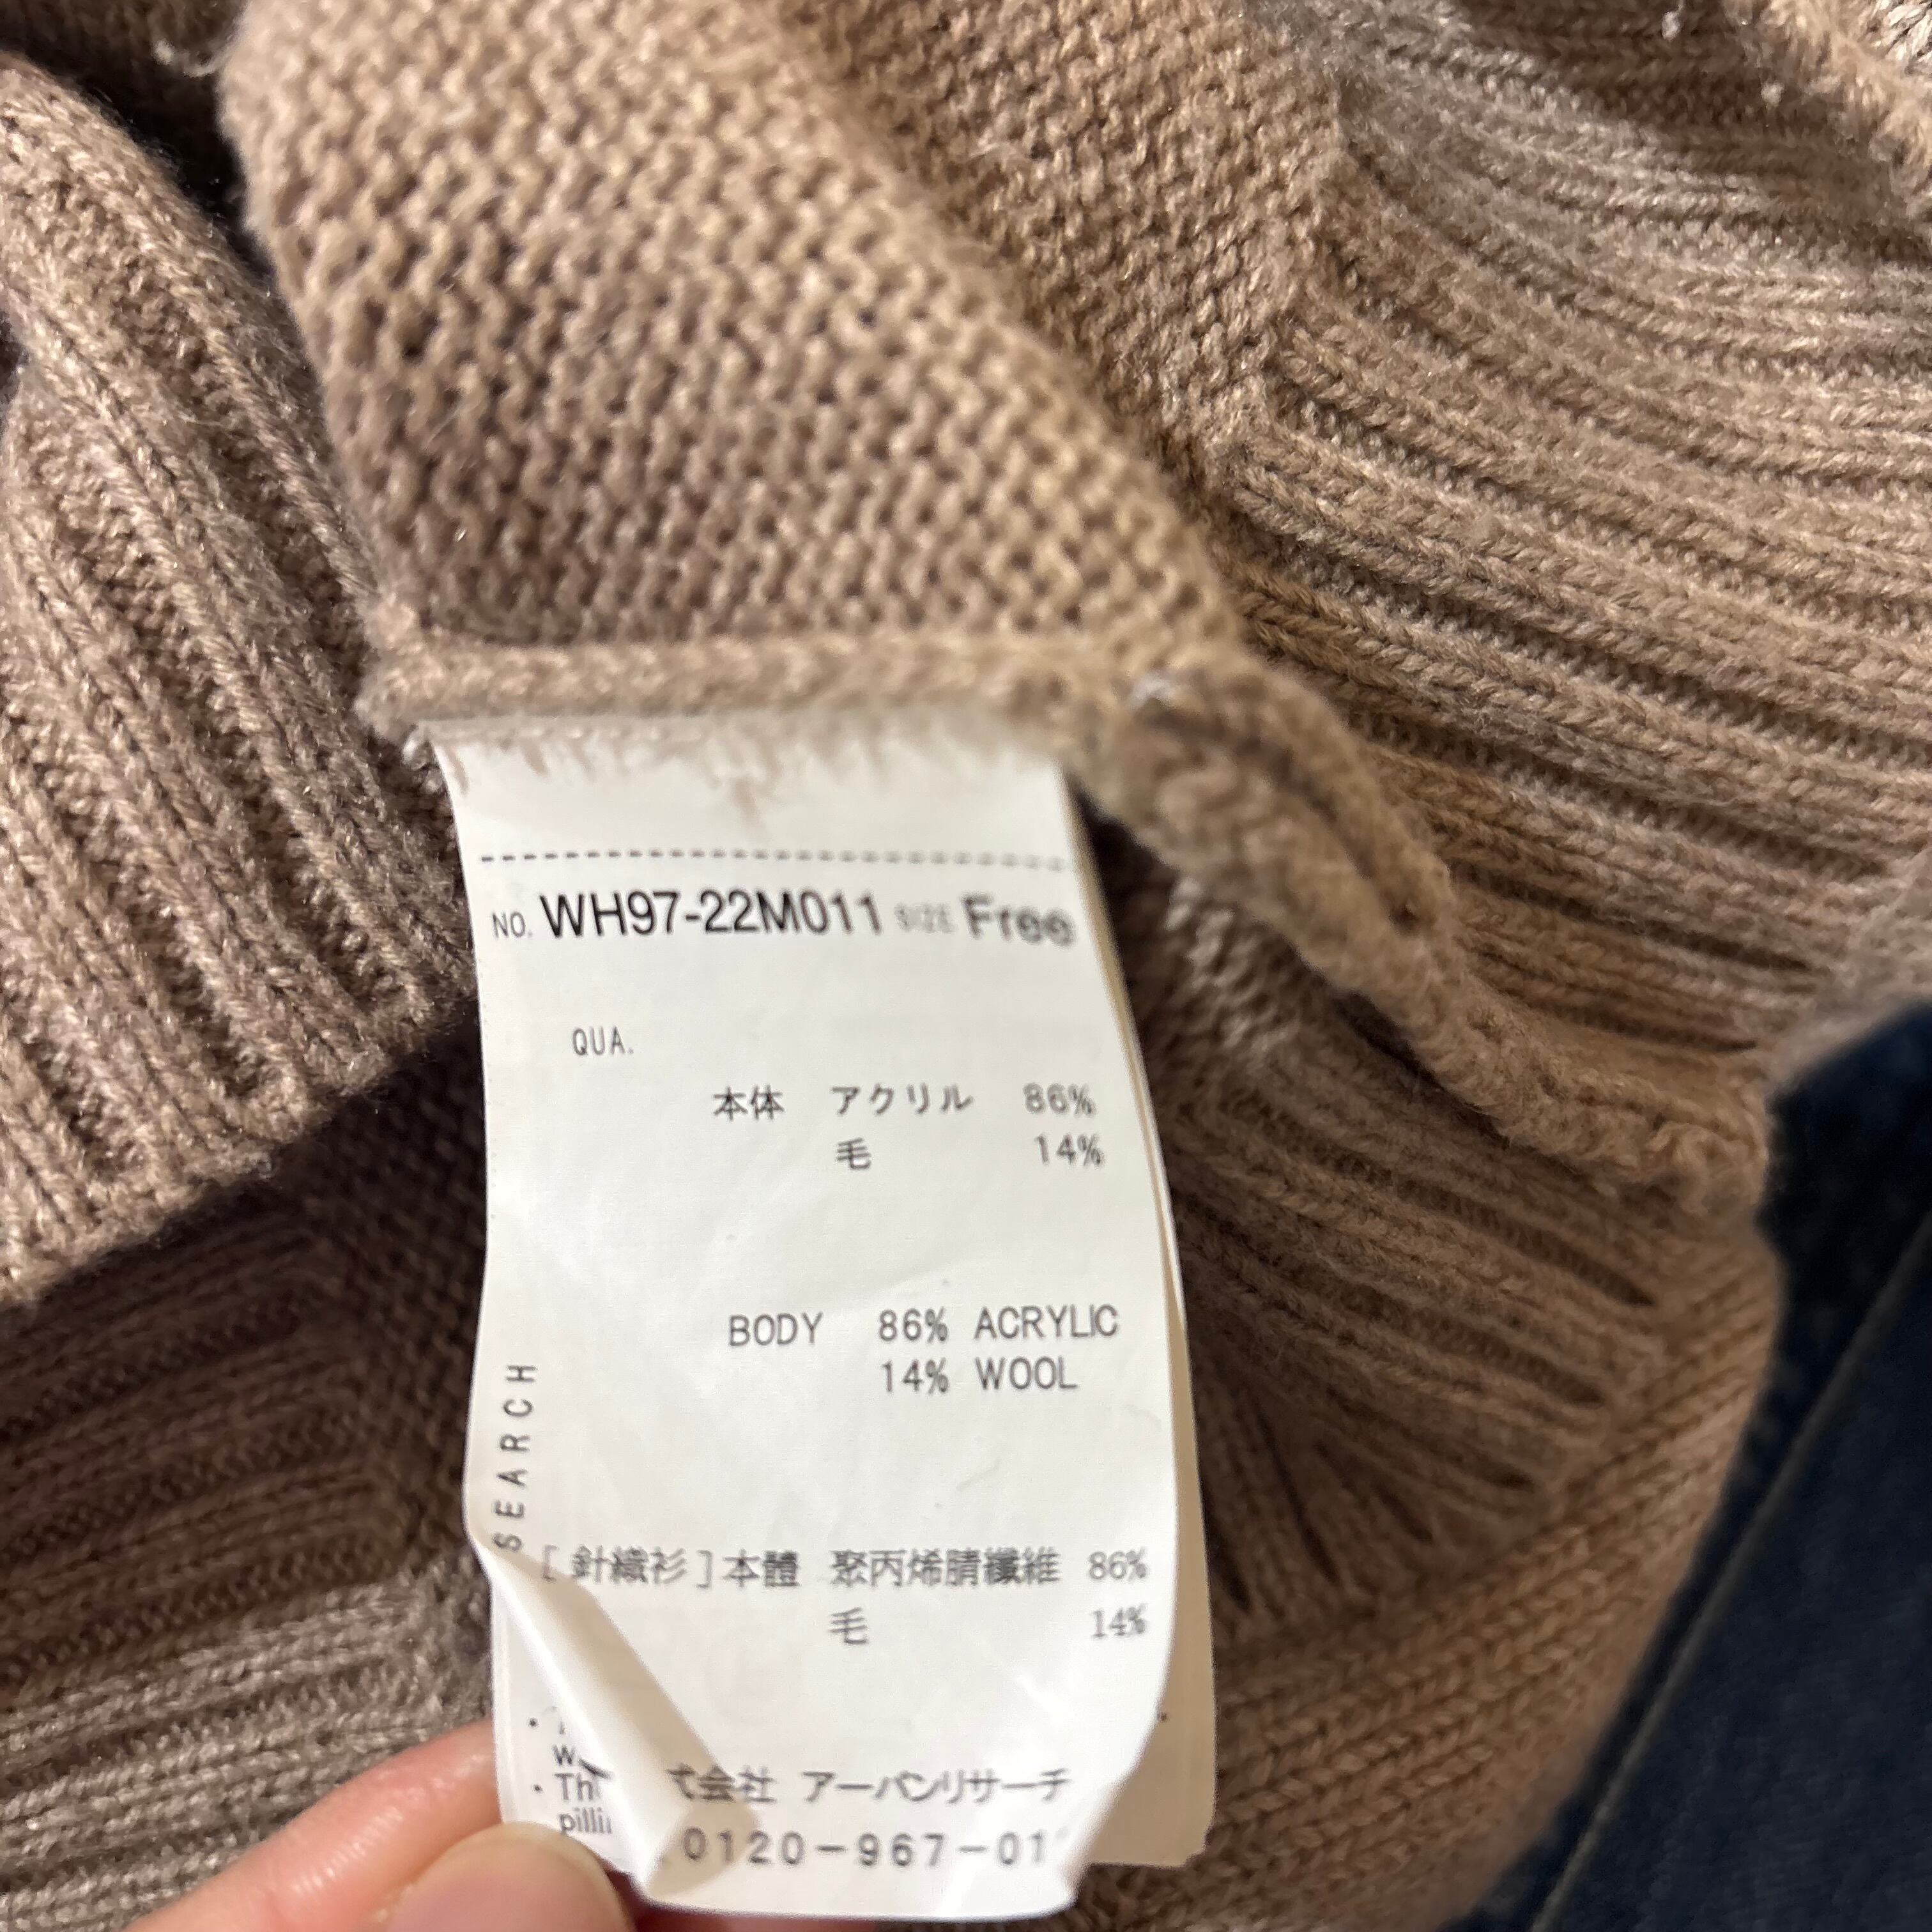 NO. WH97-22M011 SIZE Free
QUA.
本体 アクリル 86%
毛 14%
BODY 86% ACRYLIC
14% WOOL
SEARCH
[針織衫]本體 聚丙烯腈纖維 86%
毛 14%
式会社 アーバンリサーチ
0120-967-01
pilli